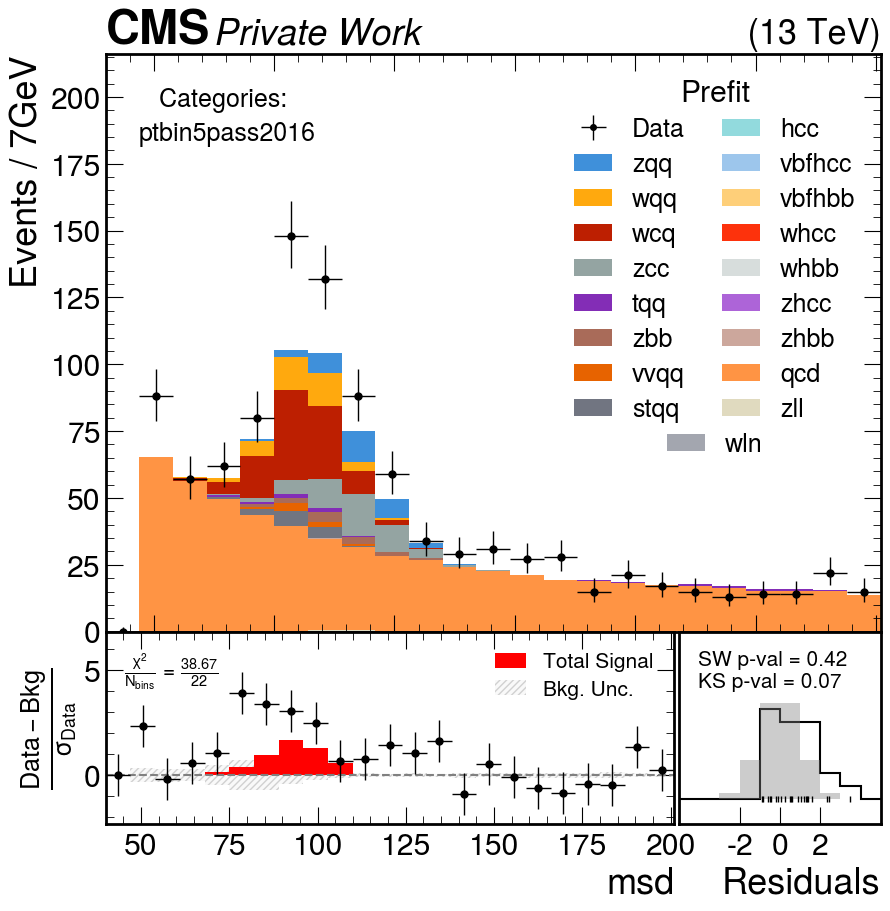 CMS Private Work (13 TeV)
Events / 7GeV
200
175
150
125
100
75
50
25
0
Categories:
ptbin5pass2016
Prefit
Data
zqq
wqq
wcq
zcc
tqq
zbb
vvqq
stqq
hcc
vbfhcc
vbfhbb
whcc
whbb
zhcc
zhbb
qcd
zll
wln
Data – Bkg
σData
5
0
χ²
Nbins
= 38.67
22
Total Signal
Bkg. Unc.
SW p-val = 0.42
KS p-val = 0.07
50 75 100 125 150 175 200
-2 0 2
msd
Residuals